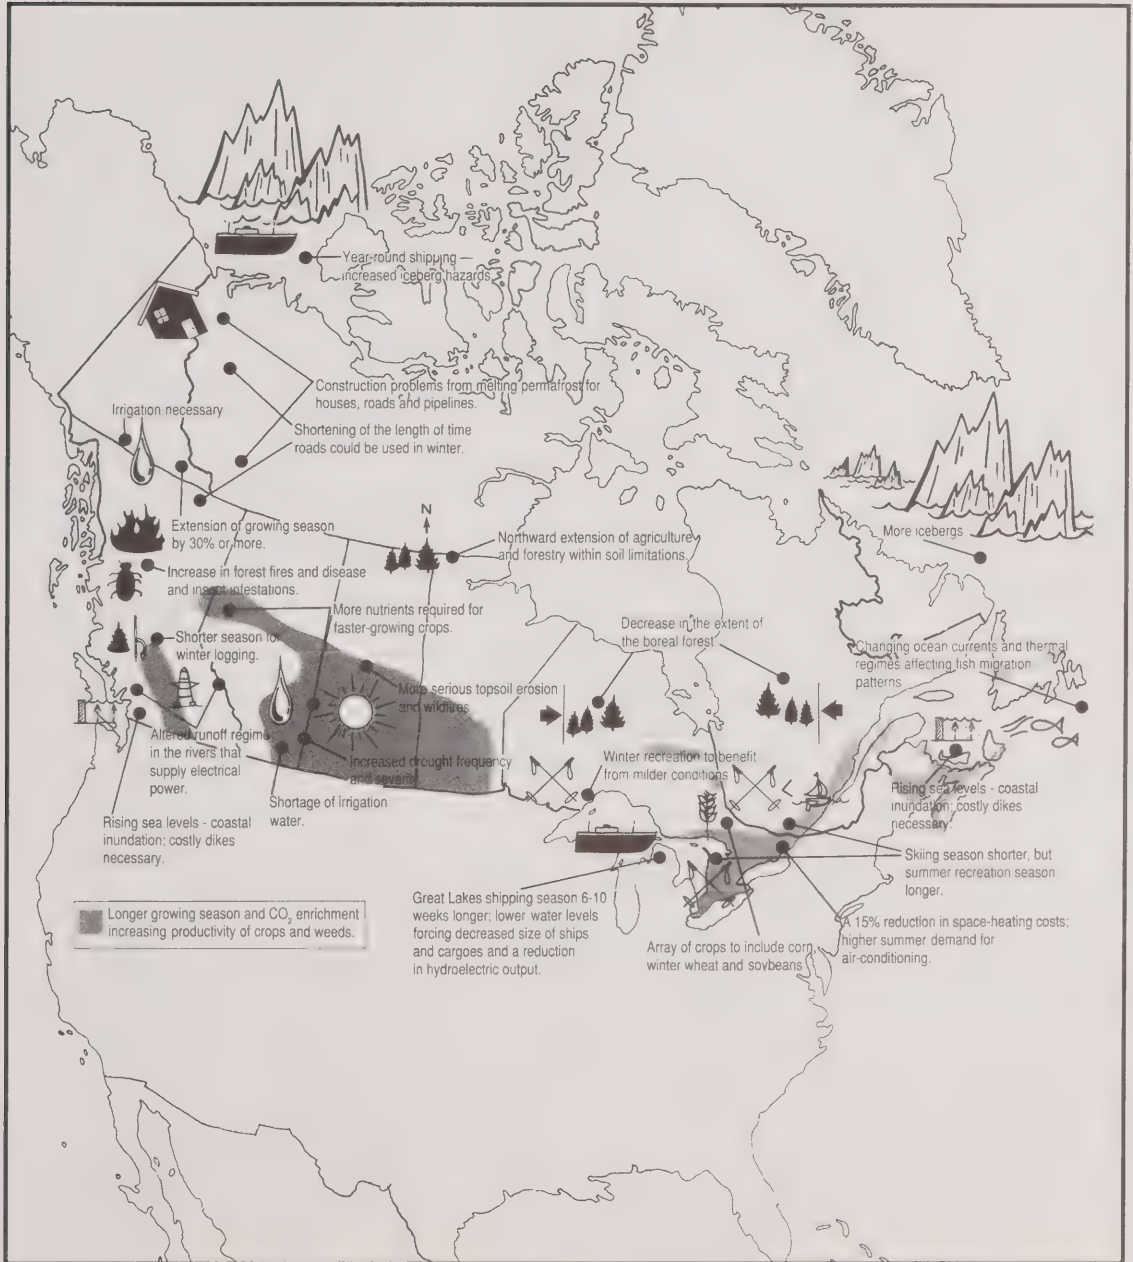 Year-round shipping —
increased iceberg hazards.
Construction problems from melting permafrost for
houses, roads and pipelines.
Irrigation necessary
Shortening of the length of time
roads could be used in winter.
N
Extension of growing season
by 30% or more.
Northward extension of agriculture
and forestry within soil limitations.
More icebergs
Increase in forest fires and disease
and insect infestations.
More nutrients required for
faster-growing crops.
Decrease in the extent of
the boreal forest
Shorter season for
winter logging.
Changing ocean currents and thermal
regimes affecting fish migration
patterns
More serious topsoil erosion
and wildfires
Altered runoff regime
in the rivers that
supply electrical
power.
Increased drought frequency
and severity.
Winter recreation to benefit
from milder conditions
Rising sea levels - coastal
inundation; costly dikes
necessary.
Shortage of irrigation
water.
Rising sea levels - coastal
inundation; costly dikes
necessary.
Skiing season shorter, but
summer recreation season
longer.
Great Lakes shipping season 6-10
weeks longer; lower water levels
forcing decreased size of ships
and cargoes and a reduction
in hydroelectric output.
Longer growing season and CO₂ enrichment
increasing productivity of crops and weeds.
Array of crops to include corn,
winter wheat and soybeans
A 15% reduction in space-heating costs;
higher summer demand for
air-conditioning.